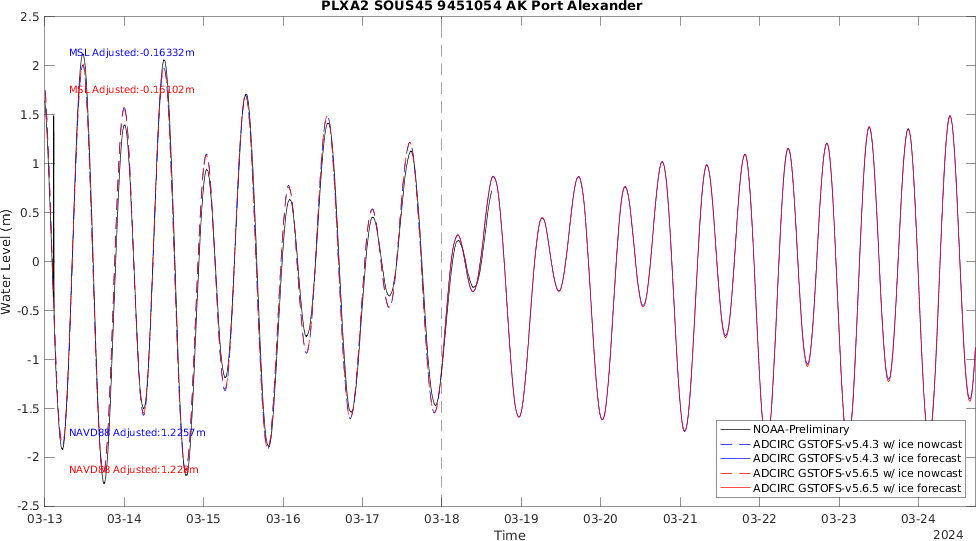 PLXA2 SOUS45 9451054 AK Port Alexander
2.5
2
1.5
1
0.5
0
-0.5
-1
-1.5
-2
-2.5
Water Level (m)
MSL Adjusted:-0.16332m
MSL Adjusted:-0.16102m
NAVD88 Adjusted:1.2257m
NAVD88 Adjusted:1.228m
NOAA-Preliminary
ADCIRC GSTOFS-v5.4.3 w/ ice nowcast
ADCIRC GSTOFS-v5.4.3 w/ ice forecast
ADCIRC GSTOFS-v5.6.5 w/ ice nowcast
ADCIRC GSTOFS-v5.6.5 w/ ice forecast
03-13 03-14 03-15 03-16 03-17 03-18 03-19 03-20 03-21 03-22 03-23 03-24
Time
2024